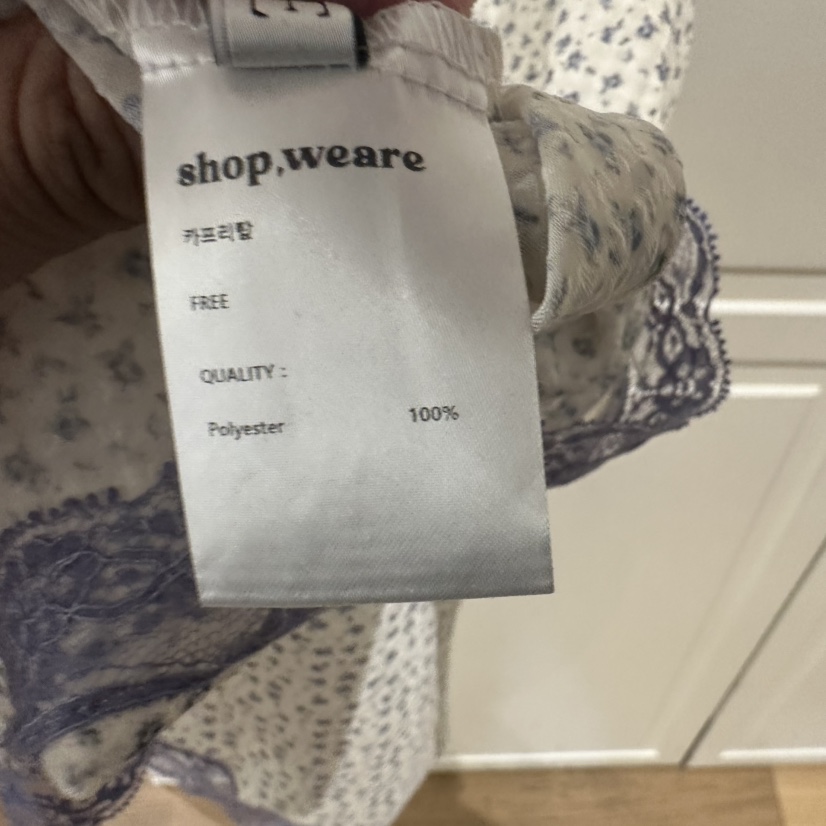 shop,weare
카프리탑
FREE
QUALITY :
Polyester 100%